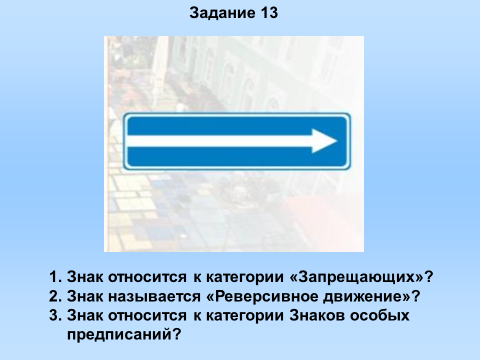 Задание 13
1. Знак относится к категории «Запрещающих»?
2. Знак называется «Реверсивное движение»?
3. Знак относится к категории Знаков особых
предписаний?